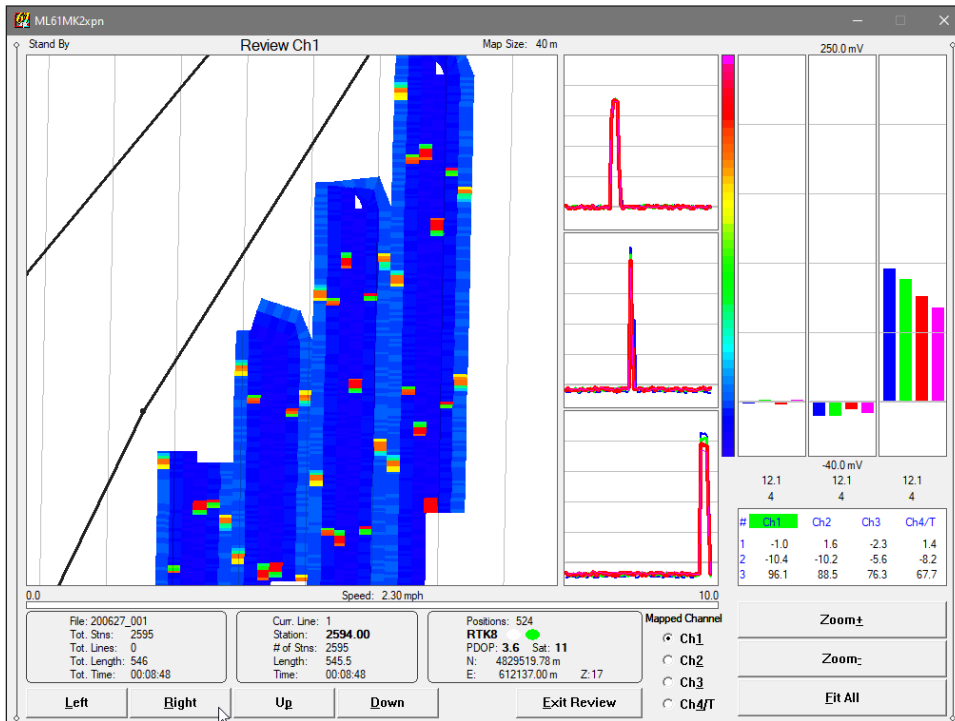 ML61MK2xpn
Stand By Review Ch1 Map Size: 40 m
250.0 mV
-40.0 mV
12.1 12.1 12.1
4 4 4
# Ch1 Ch2 Ch3 Ch4/T
1 -1.0 1.6 -2.3 1.4
2 -10.4 -10.2 -5.6 -8.2
3 96.1 88.5 76.3 67.7
0.0 Speed: 2.30 mph 10.0
File: 200627_001
Tot. Stns: 2595
Tot. Lines: 0
Tot. Length: 546
Tot. Time: 00:08:48
Curr. Line: 1
Station: 2594.00
# of Stns: 2595
Length: 545.5
Time: 00:08:48
Positions: 524
RTK8
PDOP: 3.6 Sat: 11
N: 4829519.78 m
E: 612137.00 m Z: 17
Mapped Channel
Ch1
Ch2
Ch3
Ch4/T
Zoom+
Zoom-
Fit All
Left Right Up Down Exit Review